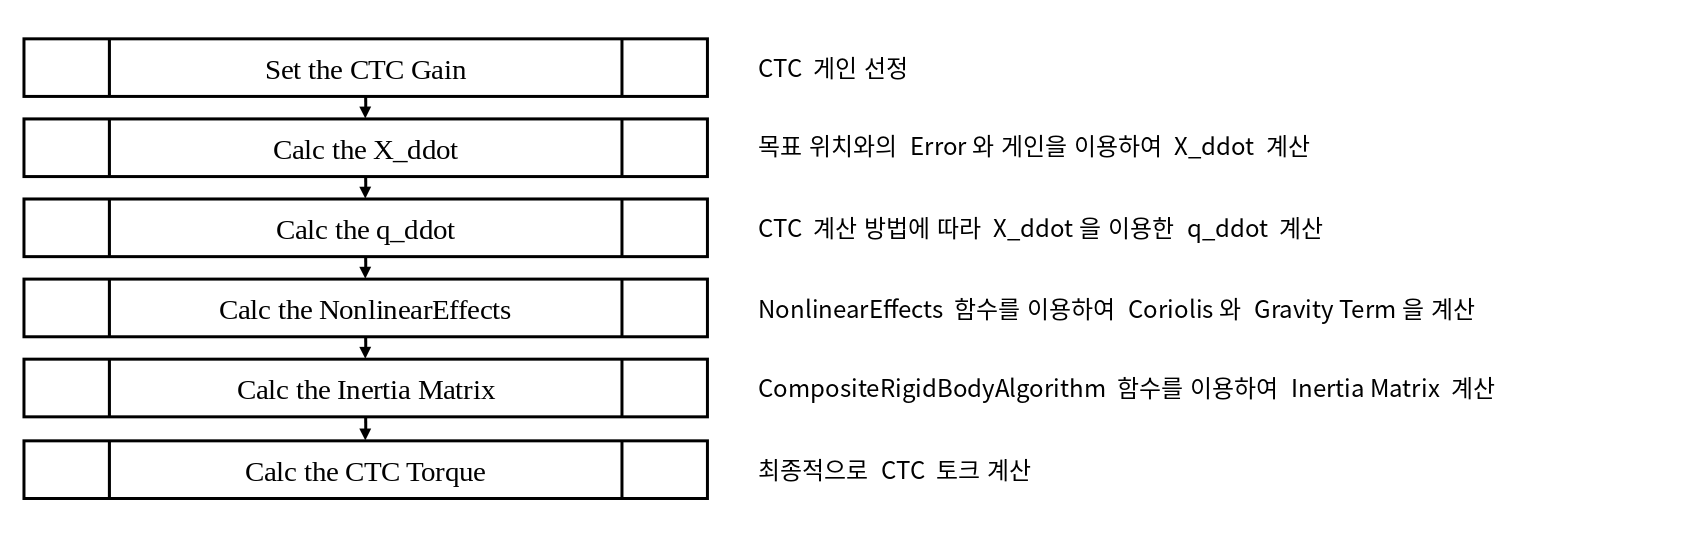 Set the CTC Gain
CTC 게인 선정
Calc the X_ddot
목표 위치와의 Error 와 게인을 이용하여 X_ddot 계산
Calc the q_ddot
CTC 계산 방법에 따라 X_ddot 을 이용한 q_ddot 계산
Calc the NonlinearEffects
NonlinearEffects 함수를 이용하여 Coriolis 와 Gravity Term 을 계산
Calc the Inertia Matrix
CompositeRigidBodyAlgorithm 함수를 이용하여 Inertia Matrix 계산
Calc the CTC Torque
최종적으로 CTC 토크 계산